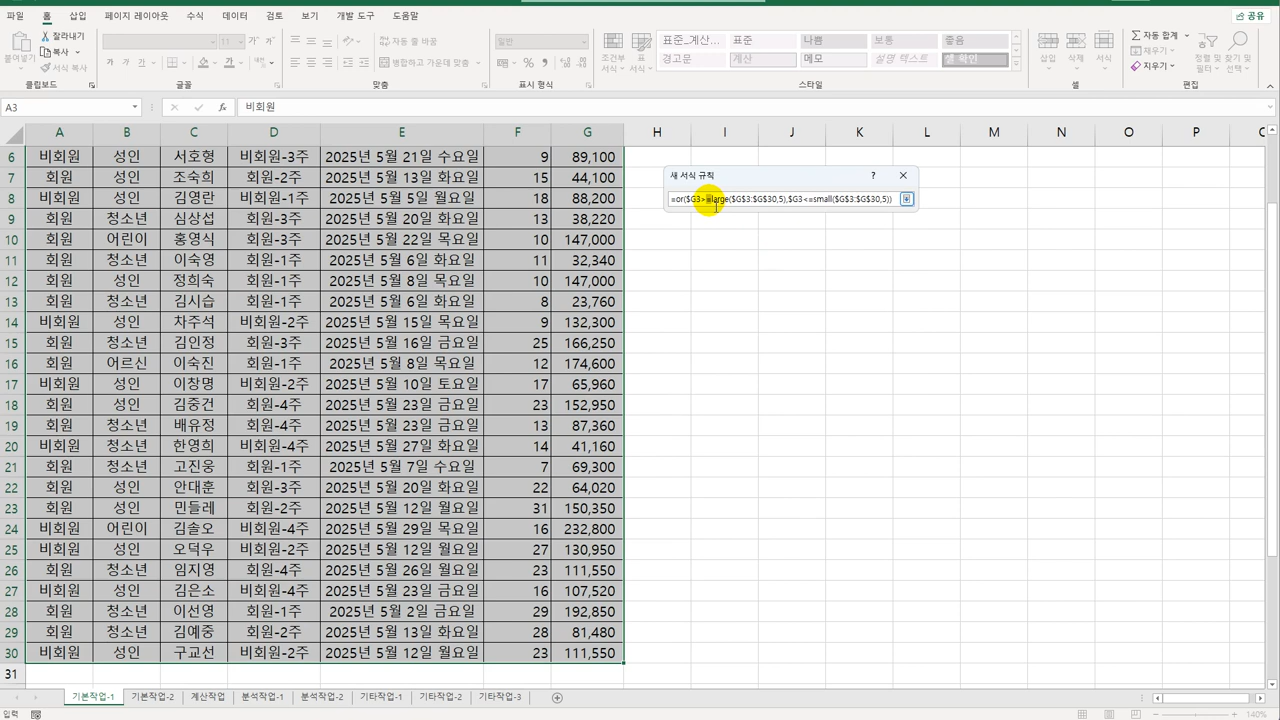 파일 홈 삽입 페이지 레이아웃 수식 데이터 검토 보기 개발 도구 도움말 공유
붙여넣기 잘라내기 복사 서식 복사
11 가 가 가 가 가
자동 줄 바꿈 병합하고 가운데 맞춤
일반 %
조건부 서식 표 서식
표준_계산... 표준 나쁨 보통 좋음
경고문 계산 메모 설명 텍스트 셀 확인
삽입 삭제 서식
자동 합계 채우기 지우기 정렬 및 필터 찾기 및 선택
클립보드 글꼴 맞춤 표시 형식 스타일 셀 편집
A3 fx 비회원
A B C D E F G H I J K L M N O P
새 서식 규칙 ?
=or($G3>=large($G$3:$G$30,5),$G3<=small($G$3:$G$30,5))
6 비회원 성인 서호형 비회원-3주 2025년 5월 21일 수요일 9 89,100
7 회원 청소년 조숙희 회원-2주 2025년 5월 13일 화요일 15 44,100
8 비회원 성인 김영란 비회원-1주 2025년 5월 5일 월요일 18 88,200
9 회원 청소년 심상섭 회원-3주 2025년 5월 20일 화요일 13 38,220
10 회원 어린이 홍영식 회원-3주 2025년 5월 22일 목요일 10 147,000
11 회원 청소년 이숙영 회원-1주 2025년 5월 6일 화요일 11 32,340
12 회원 성인 정희숙 회원-1주 2025년 5월 8일 목요일 10 147,000
13 회원 청소년 김시습 회원-1주 2025년 5월 6일 화요일 8 23,760
14 비회원 성인 차주석 비회원-2주 2025년 5월 15일 목요일 9 132,300
15 회원 청소년 김인정 회원-3주 2025년 5월 16일 금요일 25 166,250
16 회원 어르신 이숙진 회원-1주 2025년 5월 8일 목요일 12 174,600
17 비회원 성인 이창명 비회원-2주 2025년 5월 10일 토요일 17 65,960
18 회원 성인 김중건 회원-4주 2025년 5월 23일 금요일 23 152,950
19 회원 청소년 배유정 회원-4주 2025년 5월 23일 금요일 13 87,360
20 비회원 청소년 한영희 비회원-4주 2025년 5월 27일 화요일 14 41,160
21 회원 청소년 고진웅 회원-1주 2025년 5월 7일 수요일 7 69,300
22 회원 성인 안대훈 회원-3주 2025년 5월 20일 화요일 22 64,020
23 회원 성인 민들레 회원-2주 2025년 5월 12일 월요일 31 150,350
24 비회원 어린이 김솔오 비회원-4주 2025년 5월 29일 목요일 16 232,800
25 비회원 성인 오덕우 비회원-2주 2025년 5월 12일 월요일 27 130,950
26 회원 청소년 임지영 회원-4주 2025년 5월 26일 월요일 23 111,550
27 비회원 성인 김은소 비회원-4주 2025년 5월 23일 금요일 16 107,520
28 회원 청소년 이선영 회원-1주 2025년 5월 2일 금요일 29 192,850
29 회원 청소년 김예중 회원-2주 2025년 5월 13일 화요일 28 81,480
30 비회원 성인 구교선 비회원-2주 2025년 5월 12일 월요일 23 111,550
31
기본작업-1 기본작업-2 계산작업 분석작업-1 분석작업-2 기타작업-1 기타작업-2 기타작업-3
입력 140%